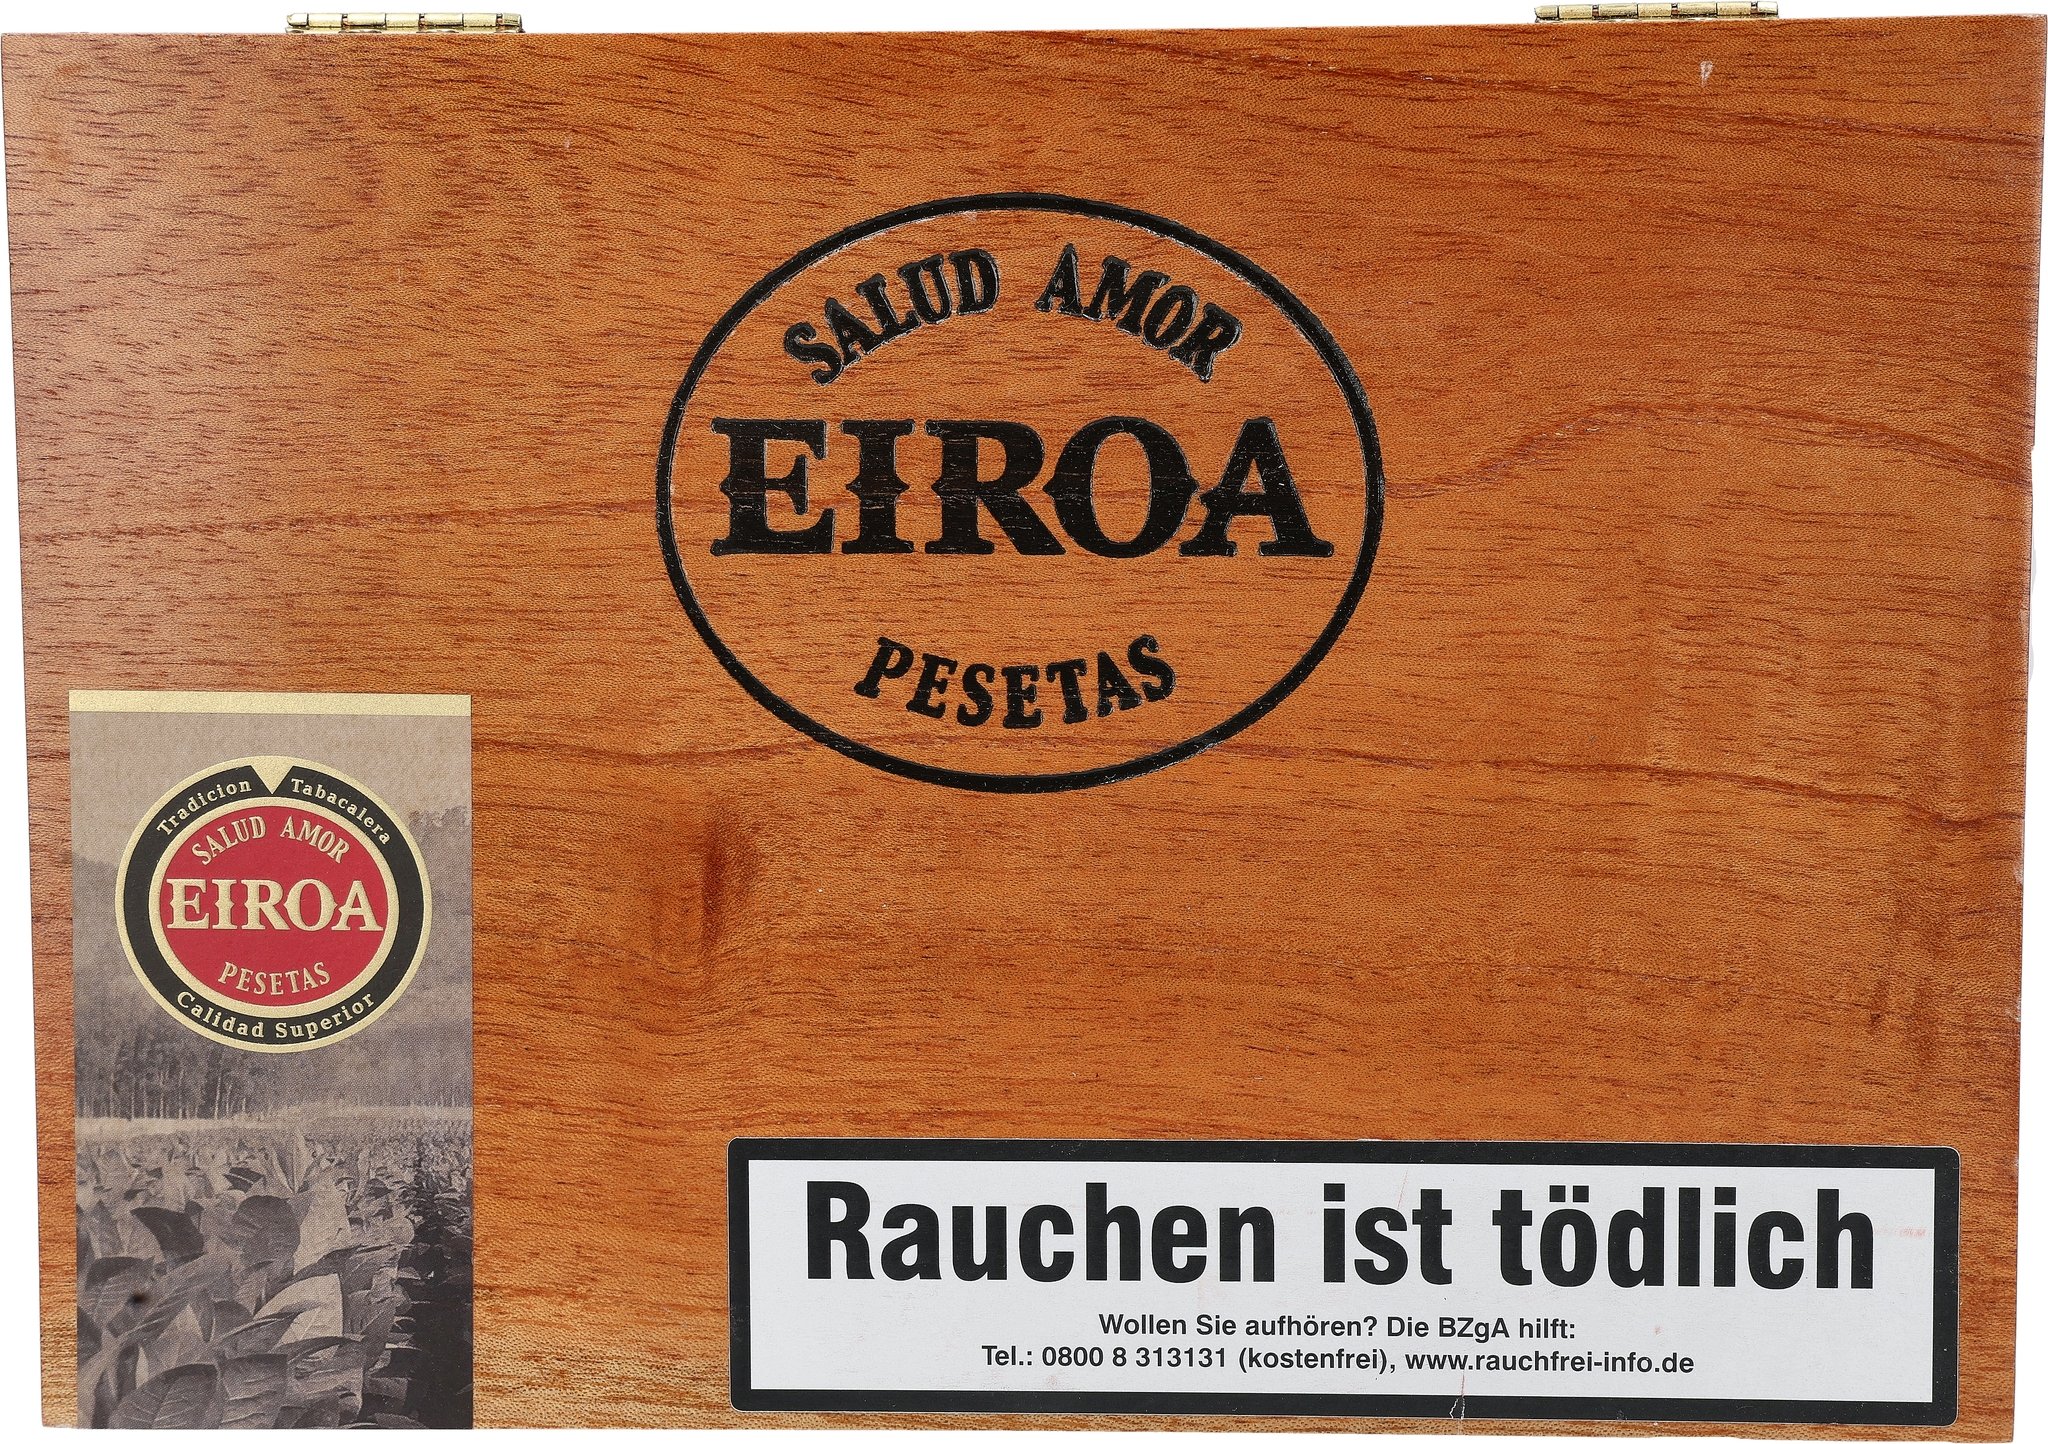 SALUD AMOR
EIROA
PESETAS
Tradicion Tabacalera
SALUD AMOR
EIROA
PESETAS
Calidad Superior
Rauchen ist tödlich
Wollen Sie aufhören? Die BZgA hilft:
Tel.: 0800 8 313131 (kostenfrei), www.rauchfrei-info.de